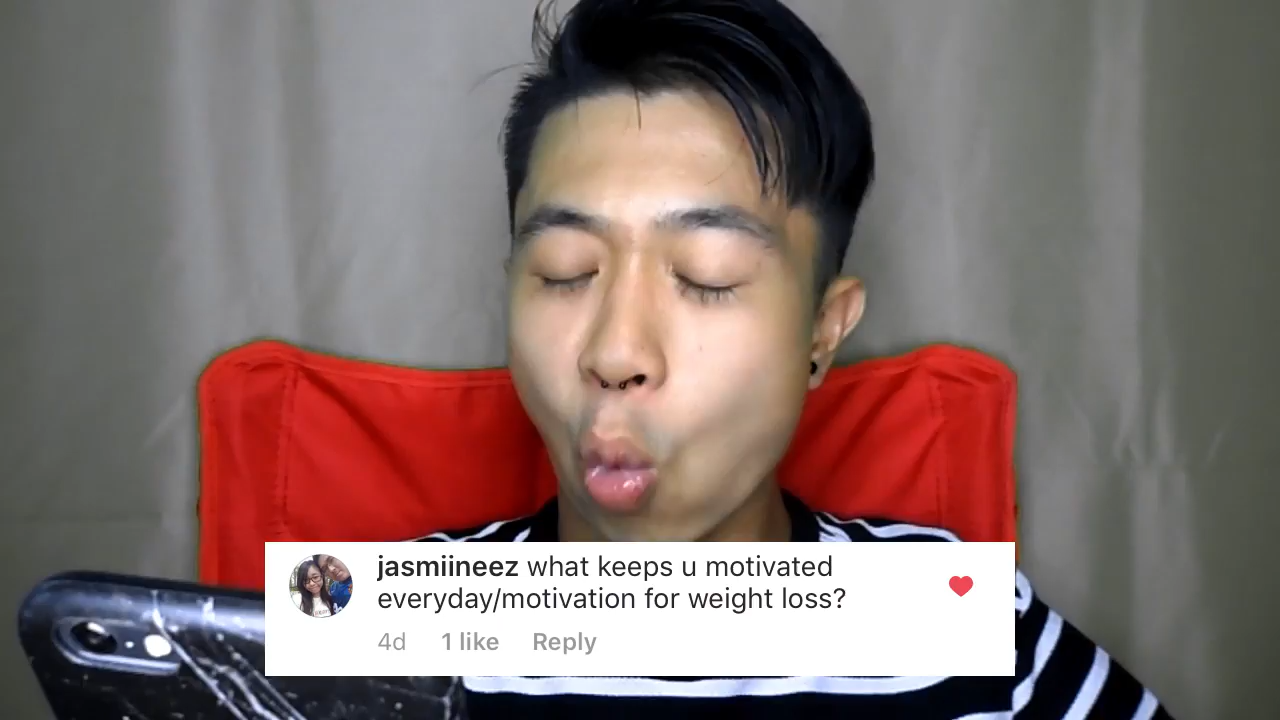 jasmiineez what keeps u motivated
everyday/motivation for weight loss?
4d 1 like Reply